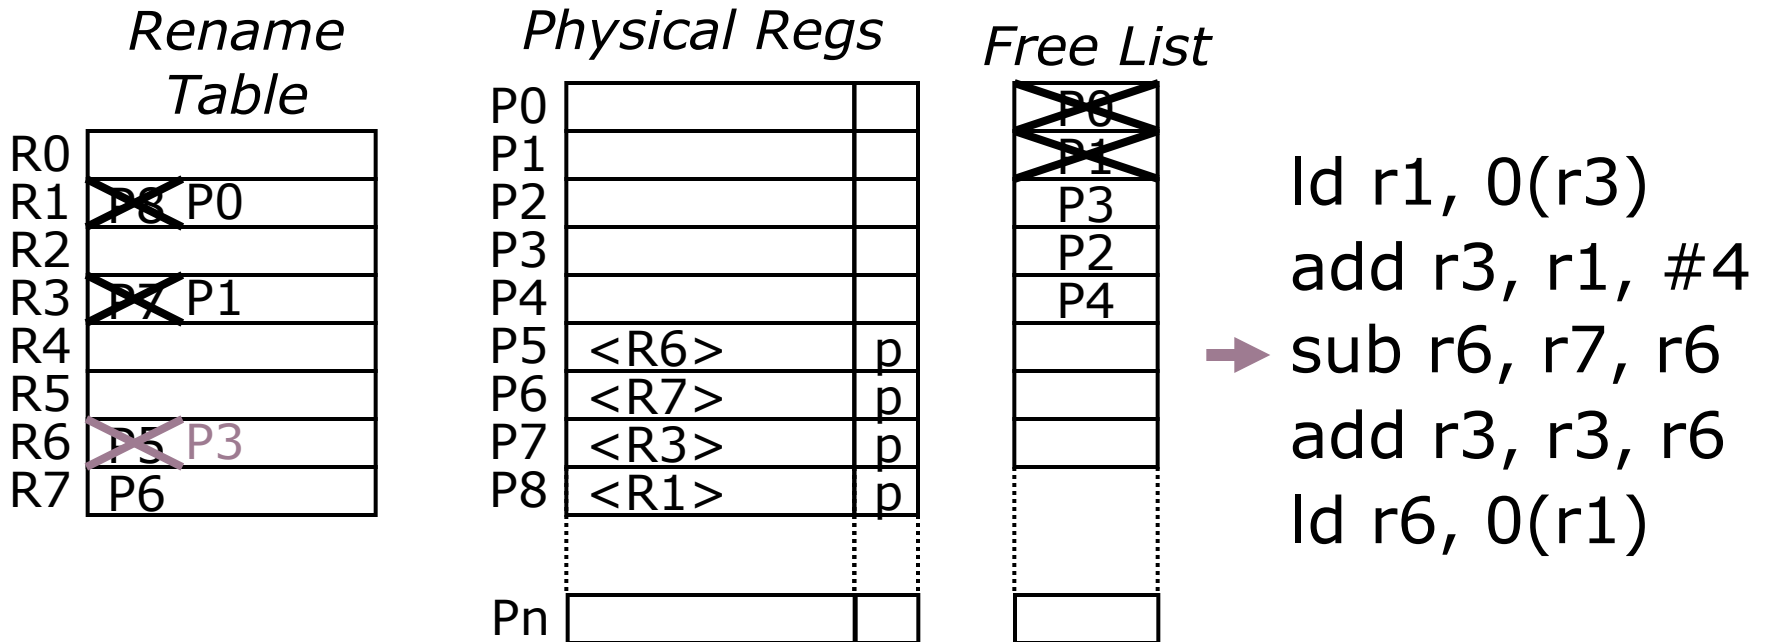 Rename
Table
R0
R1 P8 P0
R2
R3 P7 P1
R4
R5
R6 P5 P3
R7 P6
Physical Regs
P0
P1
P2
P3
P4
P5 <R6> p
P6 <R7> p
P7 <R3> p
P8 <R1> p
Pn
Free List
P0
P1
P3
P2
P4
ld r1, 0(r3)
add r3, r1, #4
sub r6, r7, r6
add r3, r3, r6
ld r6, 0(r1)